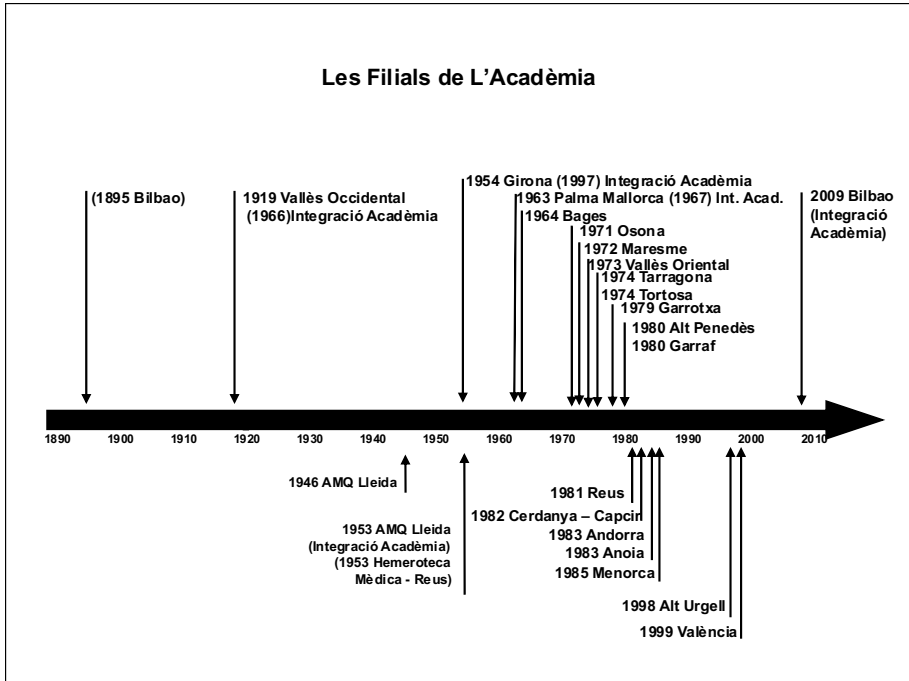 Les Filials de L'Acadèmia
(1895 Bilbao)
1919 Vallès Occidental
(1966)Integració Acadèmia
1954 Girona (1997) Integració Acadèmia
1963 Palma Mallorca (1967) Int. Acad.
1964 Bages
1971 Osona
1972 Maresme
1973 Vallès Oriental
1974 Tarragona
1974 Tortosa
1979 Garrotxa
1980 Alt Penedès
1980 Garraf
2009 Bilbao
(Integració
Acadèmia)
1890 1900 1910 1920 1930 1940 1950 1960 1970 1980 1990 2000 2010
1946 AMQ Lleida
1953 AMQ Lleida
(Integració Acadèmia)
(1953 Hemeroteca
Mèdica - Reus)
1981 Reus
1982 Cerdanya – Capcir
1983 Andorra
1983 Anoia
1985 Menorca
1998 Alt Urgell
1999 València